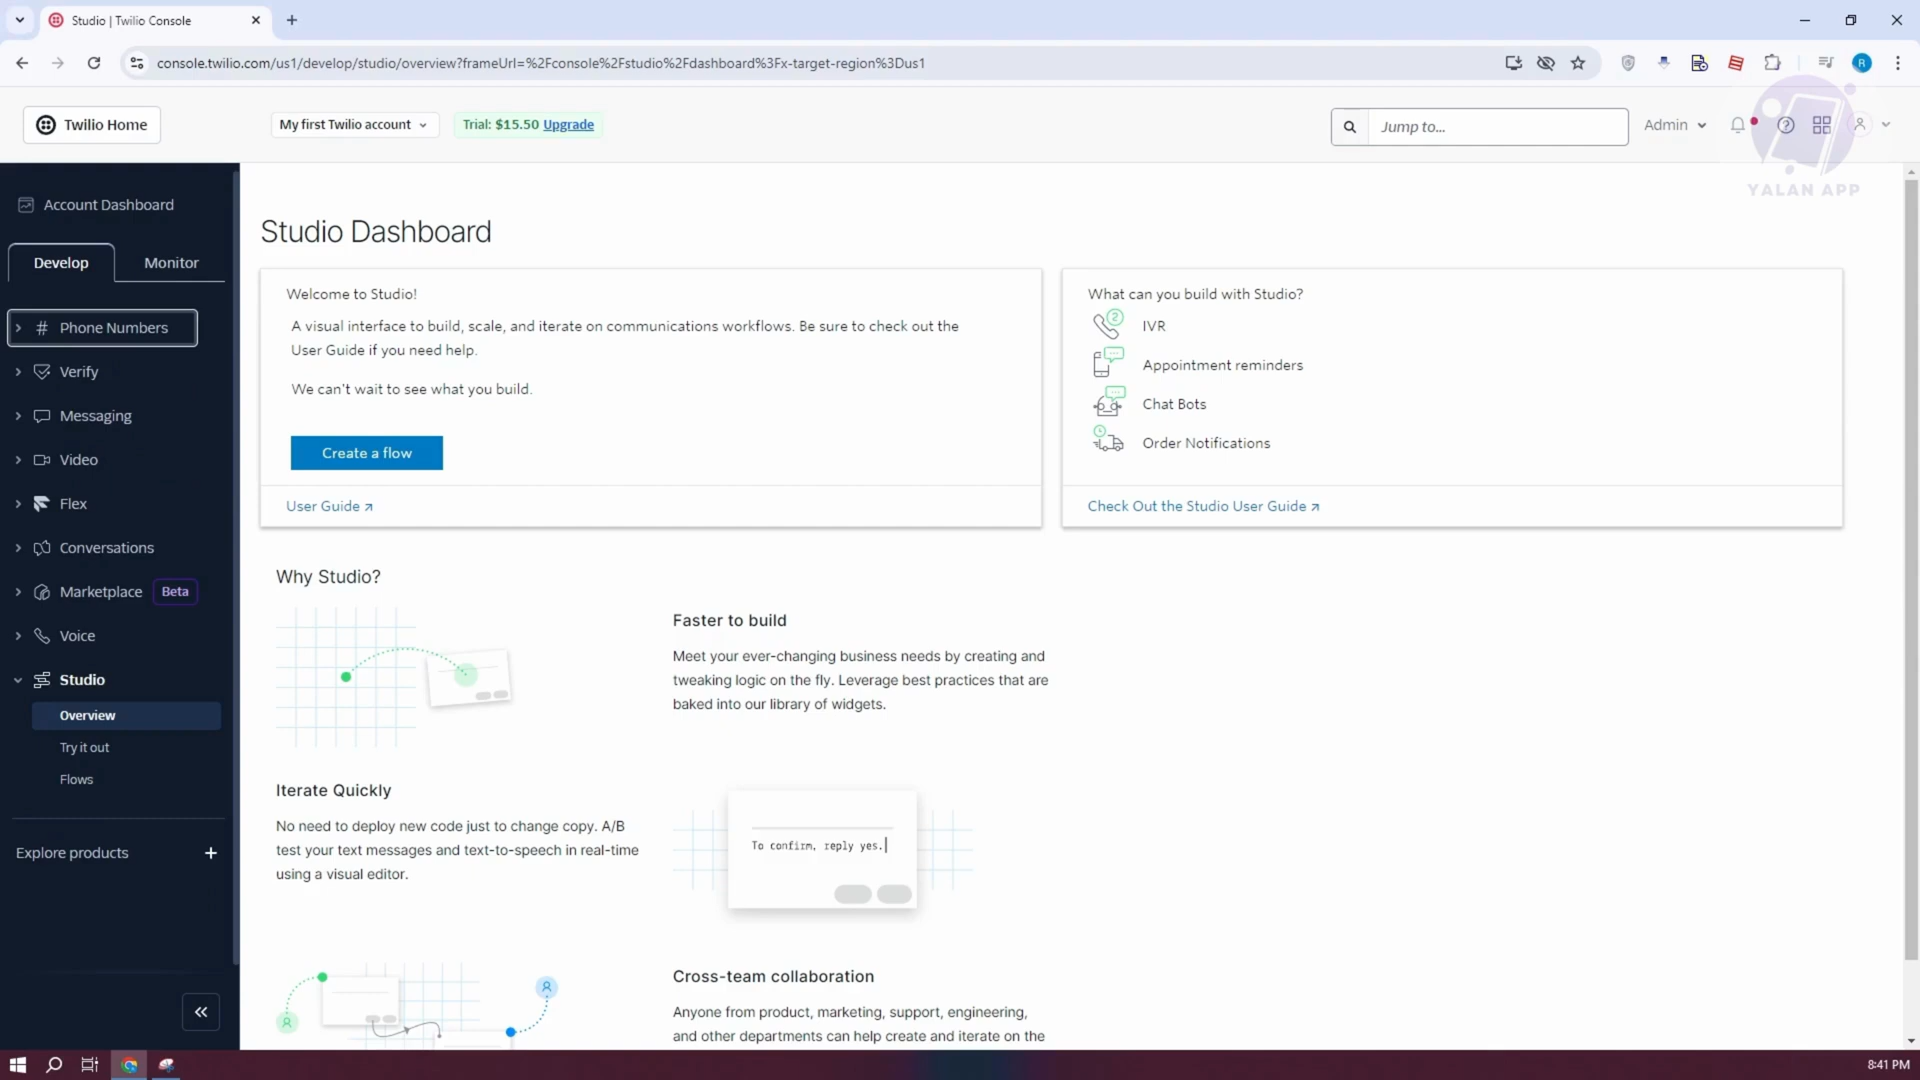 Studio | Twilio Console
console.twilio.com/us1/develop/studio/overview?frameUrl=%2Fconsole%2Fstudio%2Fdashboard%3Fx-target-region%3Dus1
R
Twilio Home
My first Twilio account
Trial: $15.50 Upgrade
Jump to...
Admin
YALAN APP
Account Dashboard
Develop
Monitor
Phone Numbers
Verify
Messaging
Video
Flex
Conversations
Marketplace Beta
Voice
Studio
Overview
Try it out
Flows
Explore products
Studio Dashboard
Welcome to Studio!
A visual interface to build, scale, and iterate on communications workflows. Be sure to check out the
User Guide if you need help.
We can't wait to see what you build.
Create a flow
User Guide
What can you build with Studio?
2
IVR
Appointment reminders
Chat Bots
Order Notifications
Check Out the Studio User Guide
Why Studio?
Faster to build
Meet your ever-changing business needs by creating and
tweaking logic on the fly. Leverage best practices that are
baked into our library of widgets.
Iterate Quickly
No need to deploy new code just to change copy. A/B
test your text messages and text-to-speech in real-time
using a visual editor.
To confirm, reply yes.
Cross-team collaboration
Anyone from product, marketing, support, engineering,
and other departments can help create and iterate on the
8:41 PM